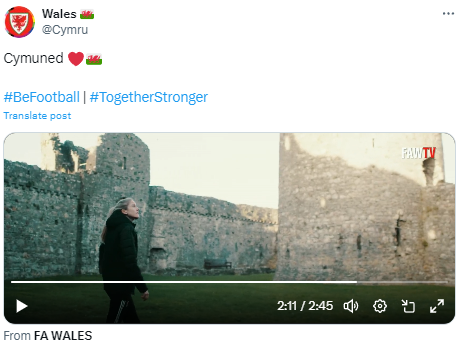 Wales
@Cymru
Cymuned
#BeFootball | #TogetherStronger
Translate post
FAWTV
2:11 / 2:45
From FA WALES